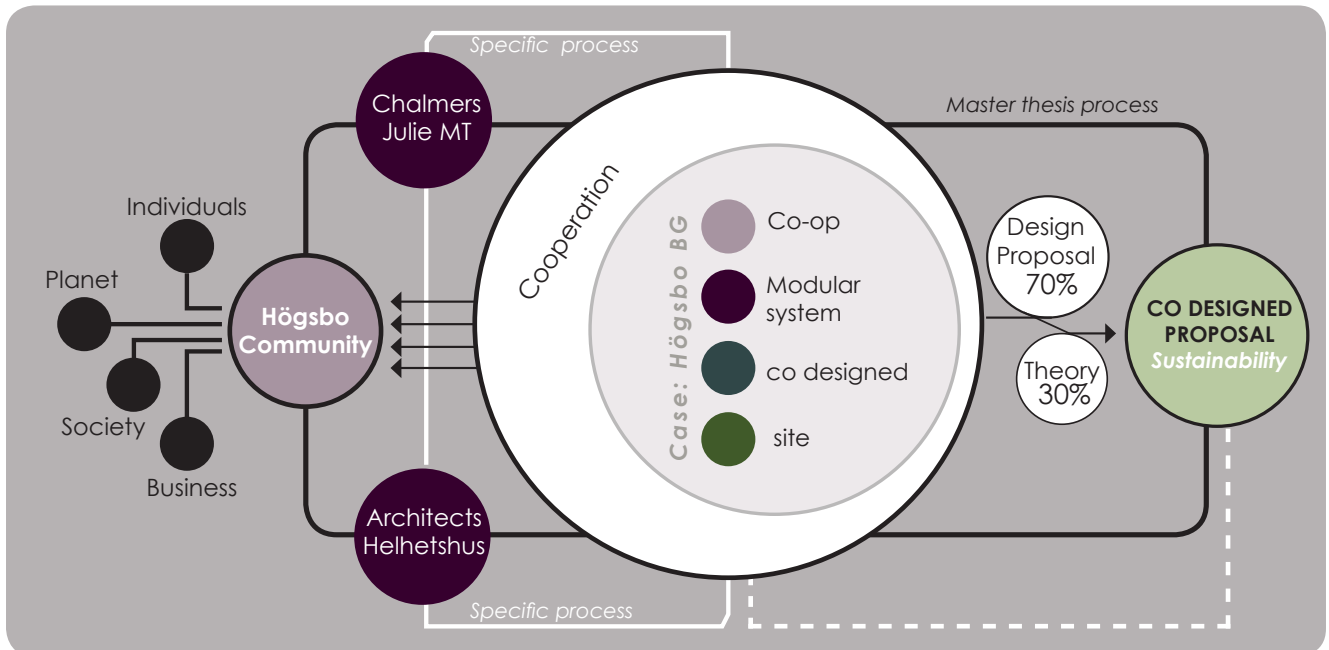 Specific process
Chalmers
Julie MT
Master thesis process
Individuals
Planet
Society
Business
Högsbo
Community
Cooperation
Case: Högsbo BG
Co-op
Modular
system
co designed
site
Design
Proposal
70%
Theory
30%
CO DESIGNED
PROPOSAL
Sustainability
Architects
Helhetshus
Specific process